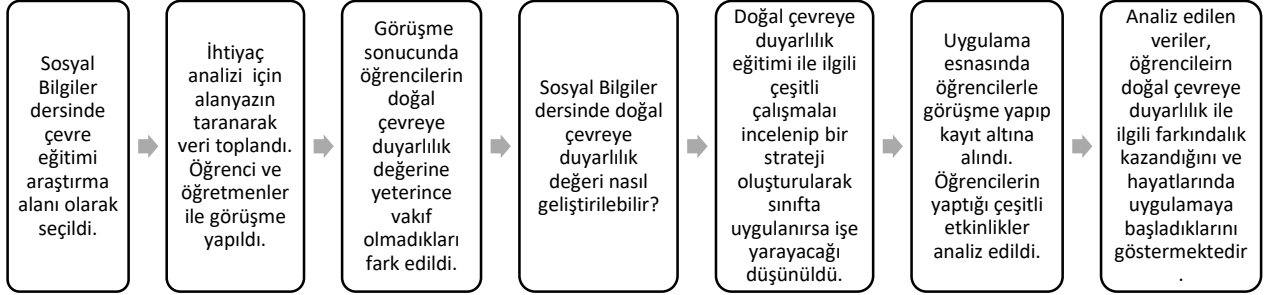 Sosyal
Bilgiler
dersinde
çevre
eğitimi
araştırma
alanı olarak
seçildi.
İhtiyaç
analizi için
alanyazın
taranarak
veri toplandı.
Öğrenci ve
öğretmenler
ile görüşme
yapıldı.
Görüşme
sonucunda
öğrencilerin
doğal
çevreye
duyarlılık
değerine
yeterince
vakıf
olmadıkları
fark edildi.
Sosyal Bilgiler
dersinde doğal
çevreye
duyarlılık
değeri nasıl
geliştirilebilir?
Doğal çevreye
duyarlılık
eğitimi ile ilgili
çeşitli
çalışmalaı
incelenip bir
strateji
oluşturularak
sınıfta
uygulanırsa işe
yarayacağı
düşünüldü.
Uygulama
esnasında
öğrencilerle
görüşme yapıp
kayıt altına
alındı.
Öğrencilerin
yaptığı çeşitli
etkinlikler
analiz edildi.
Analiz edilen
veriler,
öğrencileirn
doğal çevreye
duyarlılık ile
ilgili farkındalık
kazandığını ve
hayatlarında
uygulamaya
başladıklarını
göstermektedir
.